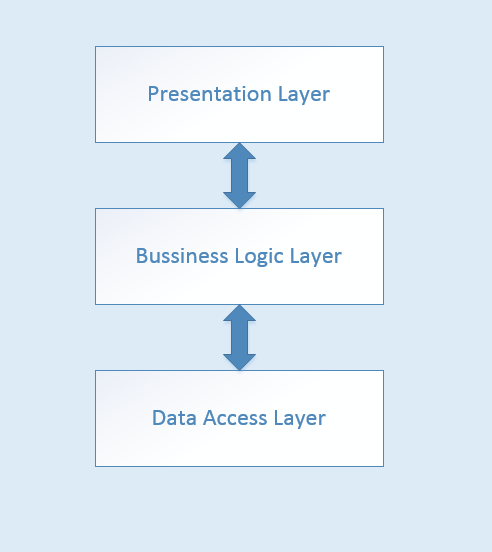 Presentation Layer
Bussiness Logic Layer
Data Access Layer